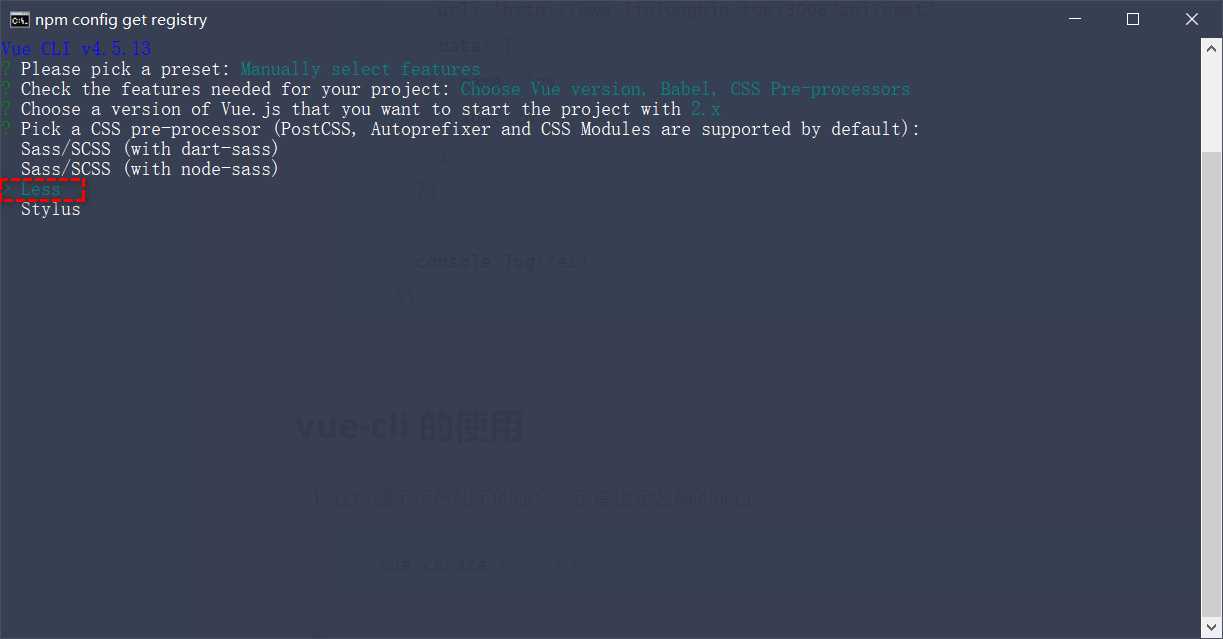 npm config get registry
Vue CLI v4.5.13
? Please pick a preset: Manually select features
? Check the features needed for your project: Choose Vue version, Babel, CSS Pre-processors
? Choose a version of Vue.js that you want to start the project with 2.x
? Pick a CSS pre-processor (PostCSS, Autoprefixer and CSS Modules are supported by default):
Sass/SCSS (with dart-sass)
Sass/SCSS (with node-sass)
> Less
Stylus
vue-cli 的使用